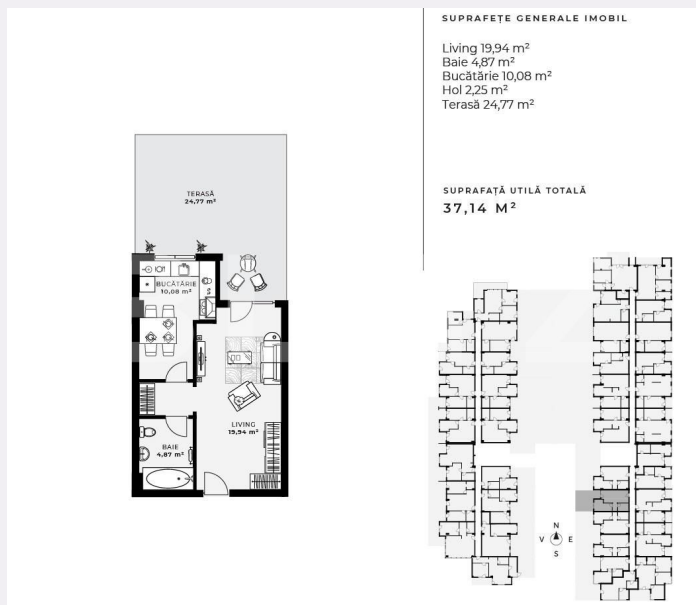 SUPRAFEȚE GENERALE IMOBIL
Living 19,94 m²
Baie 4,87 m²
Bucătărie 10,08 m²
Hol 2,25 m²
Terasă 24,77 m²
SUPRAFAȚĂ UTILĂ TOTALĂ
37,14 M²
TERASĂ
24,77 m²
BUCĂTĂRIE
10,08 m²
LIVING
19,94 m²
BAIE
4,87 m²
N
V E
S